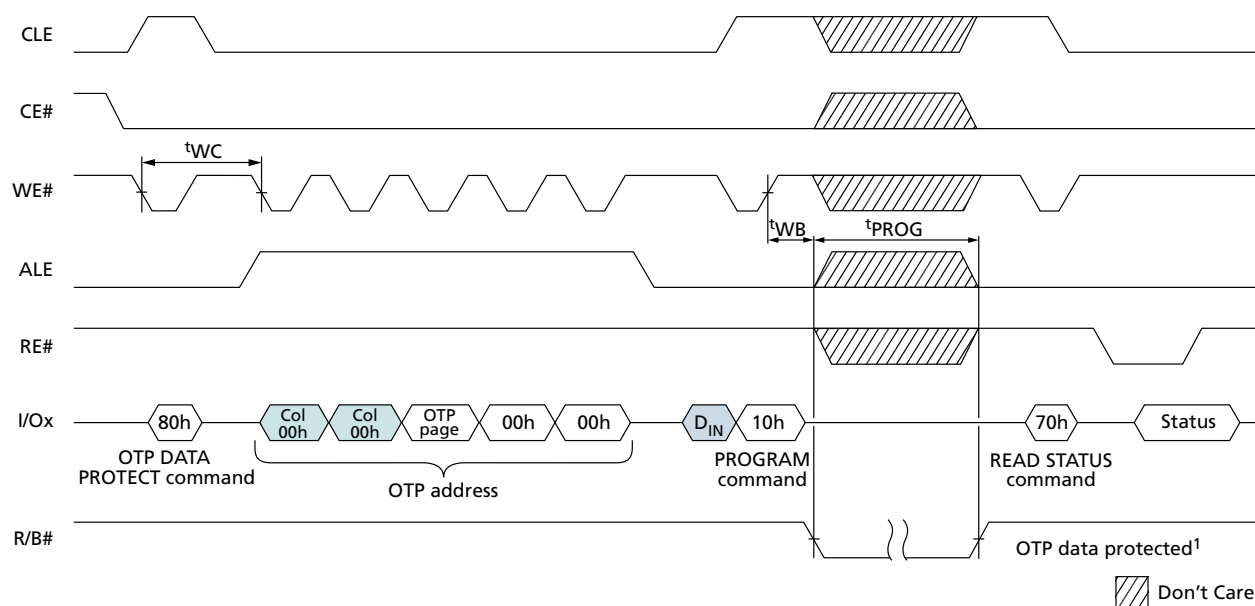 CLE
CE#
tWC
WE#
tWB
tPROG
ALE
RE#
I/Ox
80h
Col
00h
Col
00h
OTP
page
00h
00h
DIN
10h
70h
Status
OTP DATA
PROTECT command
OTP address
PROGRAM
command
READ STATUS
command
R/B#
OTP data protected1
Don't Care